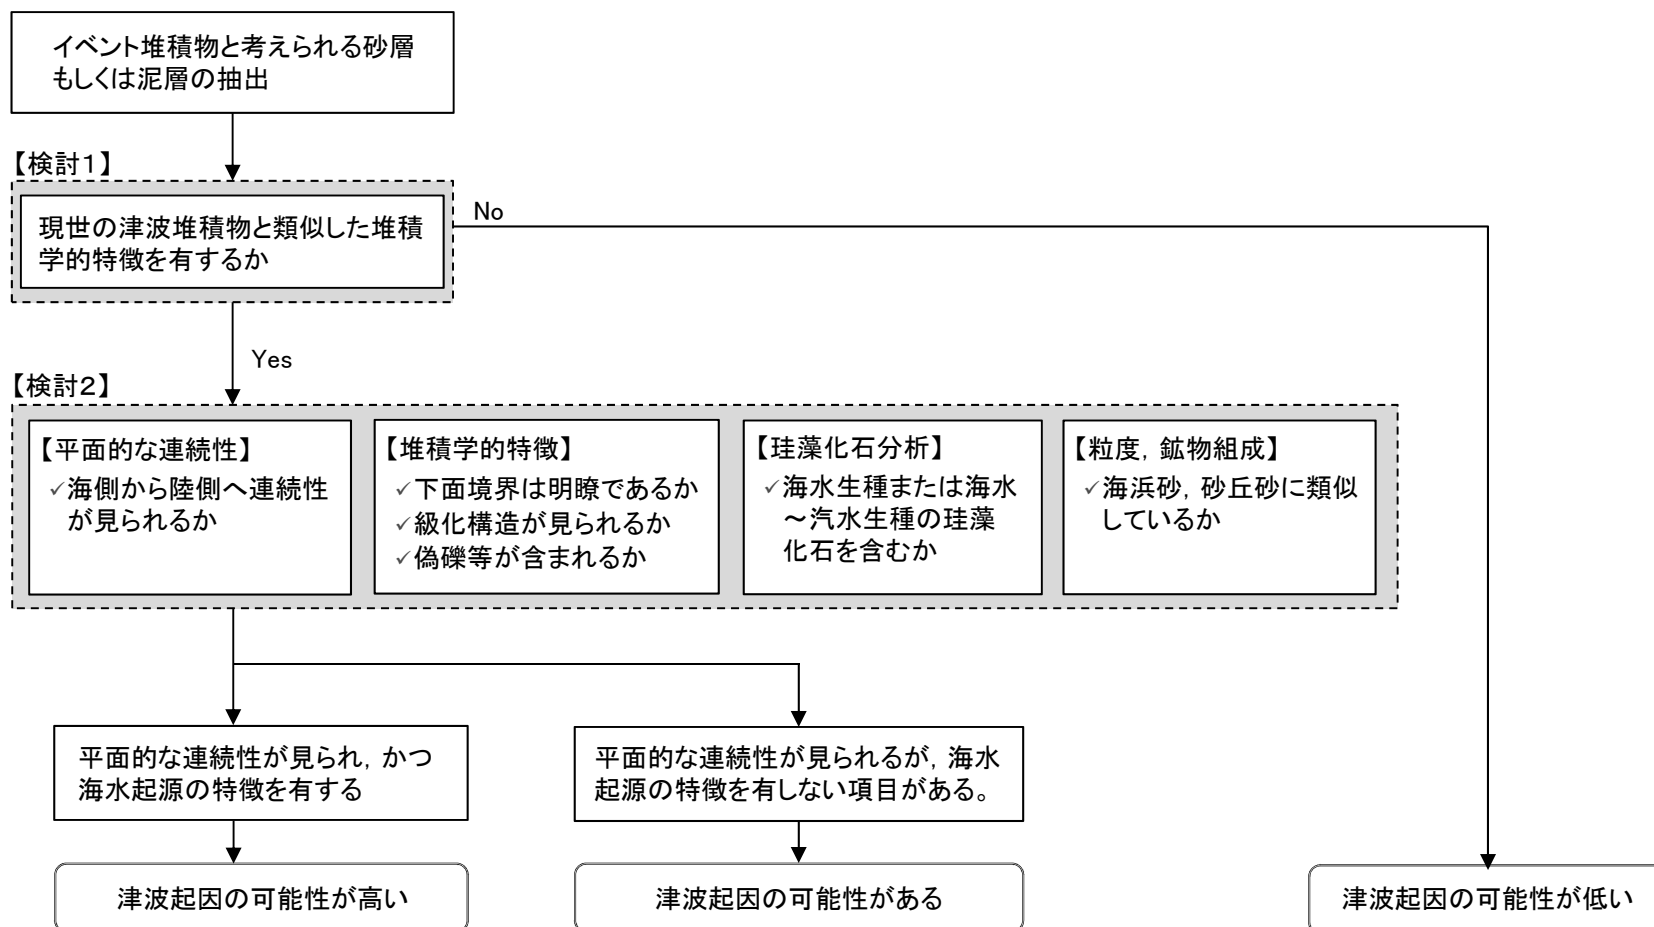 イベント堆積物と考えられる砂層
もしくは泥層の抽出
【検討1】
現世の津波堆積物と類似した堆積
学的特徴を有するか
No
Yes
【検討2】
【平面的な連続性】
✓海側から陸側へ連続性
が見られるか
【堆積学的特徴】
✓下面境界は明瞭であるか
✓級化構造が見られるか
✓偽礫等が含まれるか
【珪藻化石分析】
✓海水生種または海水
～汽水生種の珪藻
化石を含むか
【粒度，鉱物組成】
✓海浜砂，砂丘砂に類似
しているか
平面的な連続性が見られ，かつ
海水起源の特徴を有する
平面的な連続性が見られるが，海水
起源の特徴を有しない項目がある。
津波起因の可能性が高い
津波起因の可能性がある
津波起因の可能性が低い